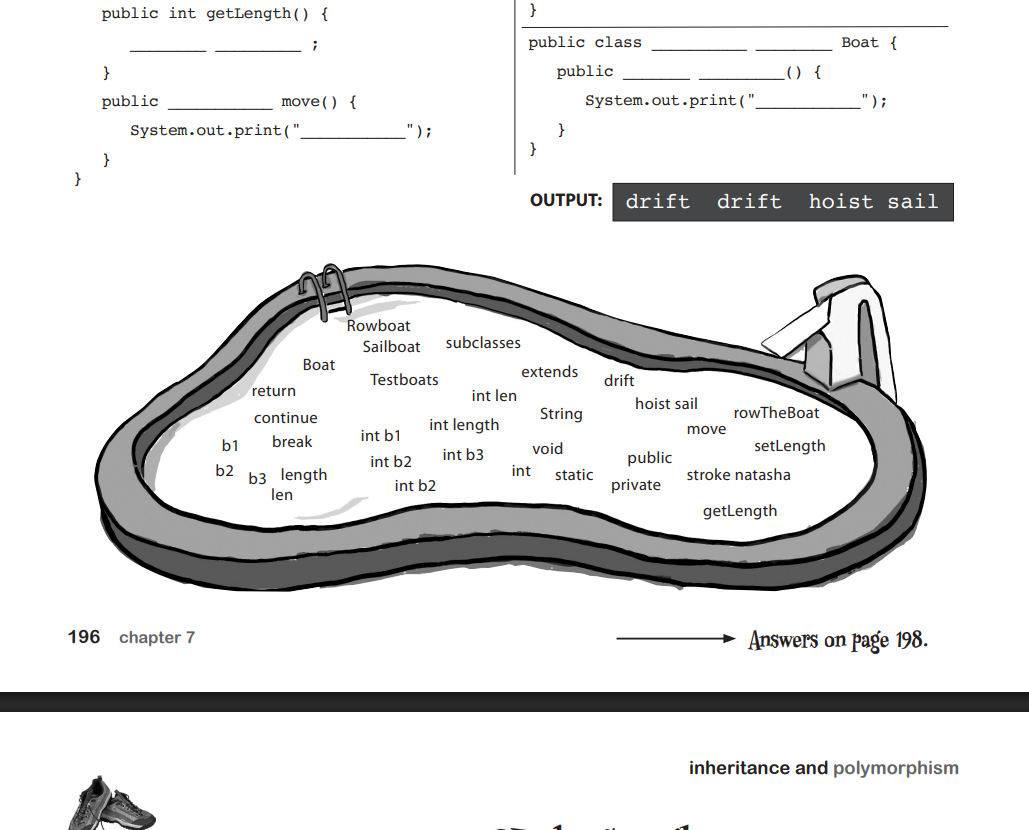 public int getLength() {
________ _________ ;
}
public ___________ move() {
System.out.print("___________");
}
}
}
public class __________ ________ Boat {
public _______ _________() {
System.out.print("___________");
}
}
OUTPUT: drift drift hoist sail
Rowboat
Sailboat
subclasses
Boat
Testboats
extends
drift
return
int len
hoist sail
rowTheBoat
continue
int length
String
move
b1
break
int b1
setLength
b2
b3
length
int b2
int b3
void
public
int
static
private
stroke natasha
len
int b2
getLength
196 chapter 7
Answers on page 198.
inheritance and polymorphism